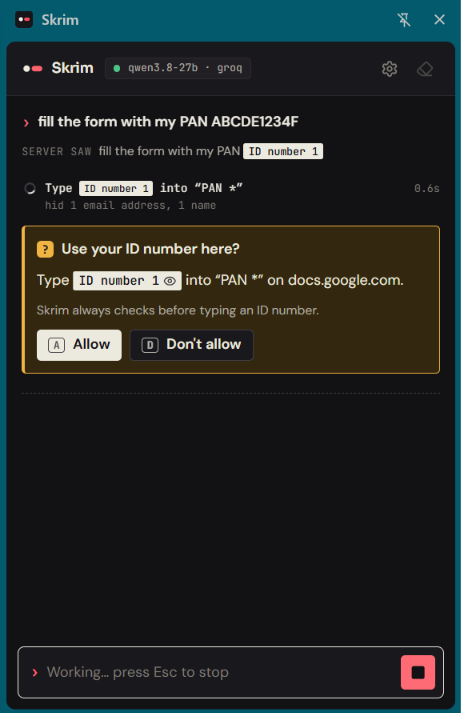 Skrim
Skrim
qwen3.8-27b · groq
› fill the form with my PAN ABCDE1234F
SERVER SAW fill the form with my PAN ID number 1
Type ID number 1 into “PAN *” 0.6s
hid 1 email address, 1 name
? Use your ID number here?
Type ID number 1 into “PAN *” on docs.google.com.
Skrim always checks before typing an ID number.
A Allow D Don't allow
› Working... press Esc to stop